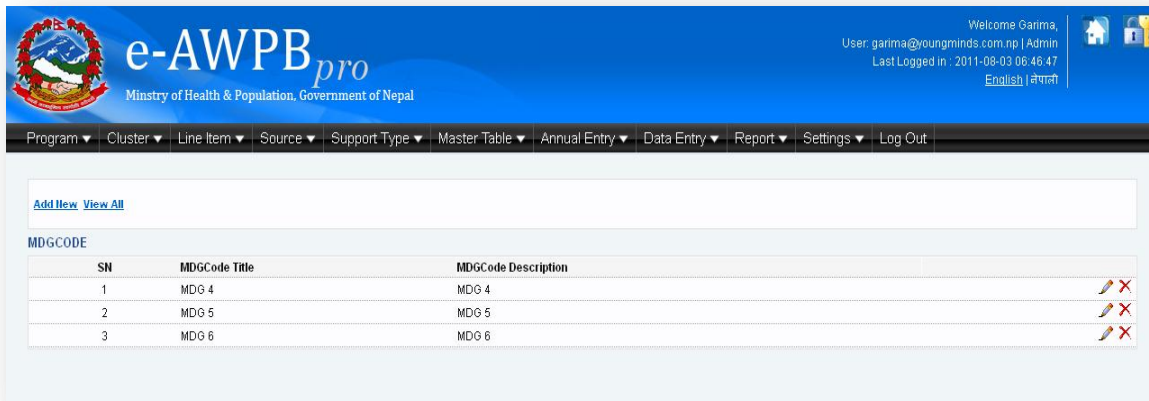 e-AWPB pro
Minstry of Health & Population, Government of Nepal
Welcome Garima,
User: garima@youngminds.com.np | Admin
Last Logged in : 2011-08-03 06:46:47
English | नेपाली
Program ▼ Cluster ▼ Line Item ▼ Source ▼ Support Type ▼ Master Table ▼ Annual Entry ▼ Data Entry ▼ Report ▼ Settings ▼ Log Out
Add New View All
MDGCODE
SN MDGCode Title MDGCode Description
1 MDG 4 MDG 4
2 MDG 5 MDG 5
3 MDG 6 MDG 6